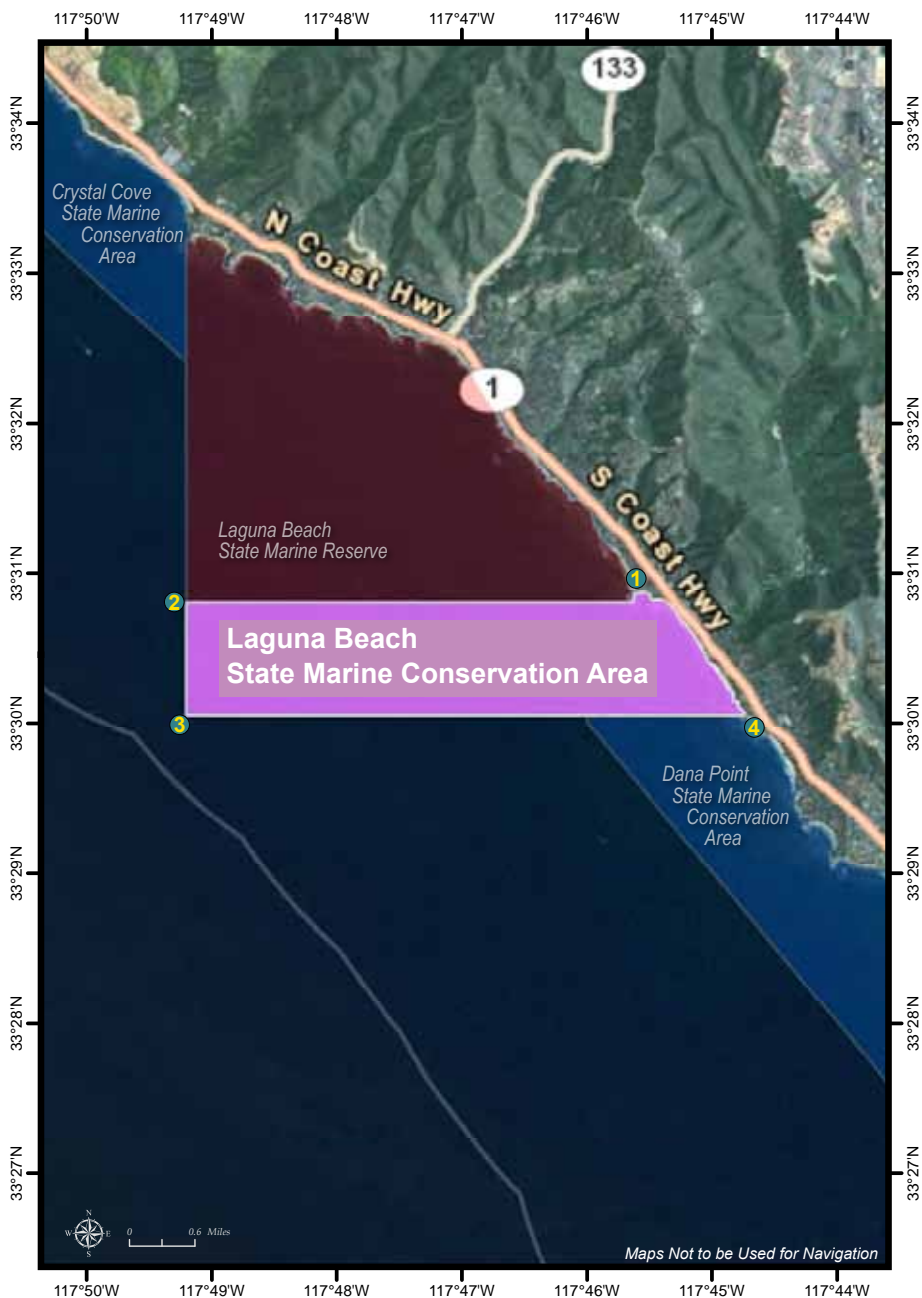 117°50'W 117°49'W 117°48'W 117°47'W 117°46'W 117°45'W 117°44'W
133
33°34'N 33°34'N
Crystal Cove
State Marine
Conservation
Area
N Coast Hwy
33°33'N 33°33'N
1
33°32'N 33°32'N
S Coast Hwy
Laguna Beach
State Marine Reserve
33°31'N 33°31'N
1
2
Laguna Beach
State Marine Conservation Area
3
4
33°30'N 33°30'N
Dana Point
State Marine
Conservation
Area
33°29'N 33°29'N
33°28'N 33°28'N
33°27'N 33°27'N
N
W E
S
0 0.6 Miles
Maps Not to be Used for Navigation
117°50'W 117°49'W 117°48'W 117°47'W 117°46'W 117°45'W 117°44'W